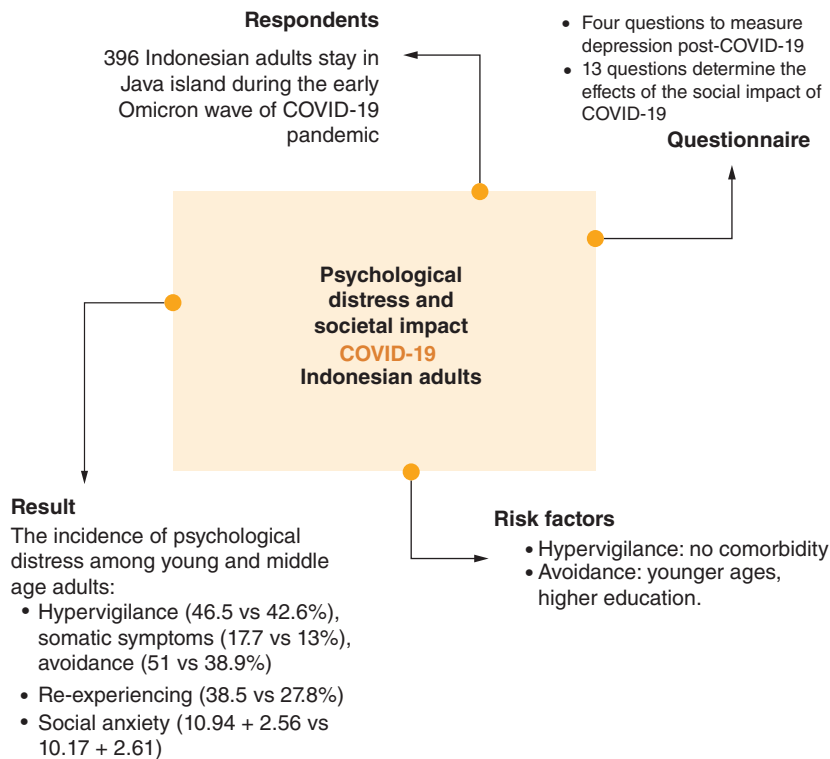 Respondents
396 Indonesian adults stay in
Java island during the early
Omicron wave of COVID-19
pandemic
• Four questions to measure
depression post-COVID-19
• 13 questions determine the
effects of the social impact of
COVID-19
Questionnaire
Psychological
distress and
societal impact
COVID-19
Indonesian adults
Result
The incidence of psychological
distress among young and middle
age adults:
• Hypervigilance (46.5 vs 42.6%),
somatic symptoms (17.7 vs 13%),
avoidance (51 vs 38.9%)
• Re-experiencing (38.5 vs 27.8%)
• Social anxiety (10.94 + 2.56 vs
10.17 + 2.61)
Risk factors
• Hypervigilance: no comorbidity
• Avoidance: younger ages,
higher education.